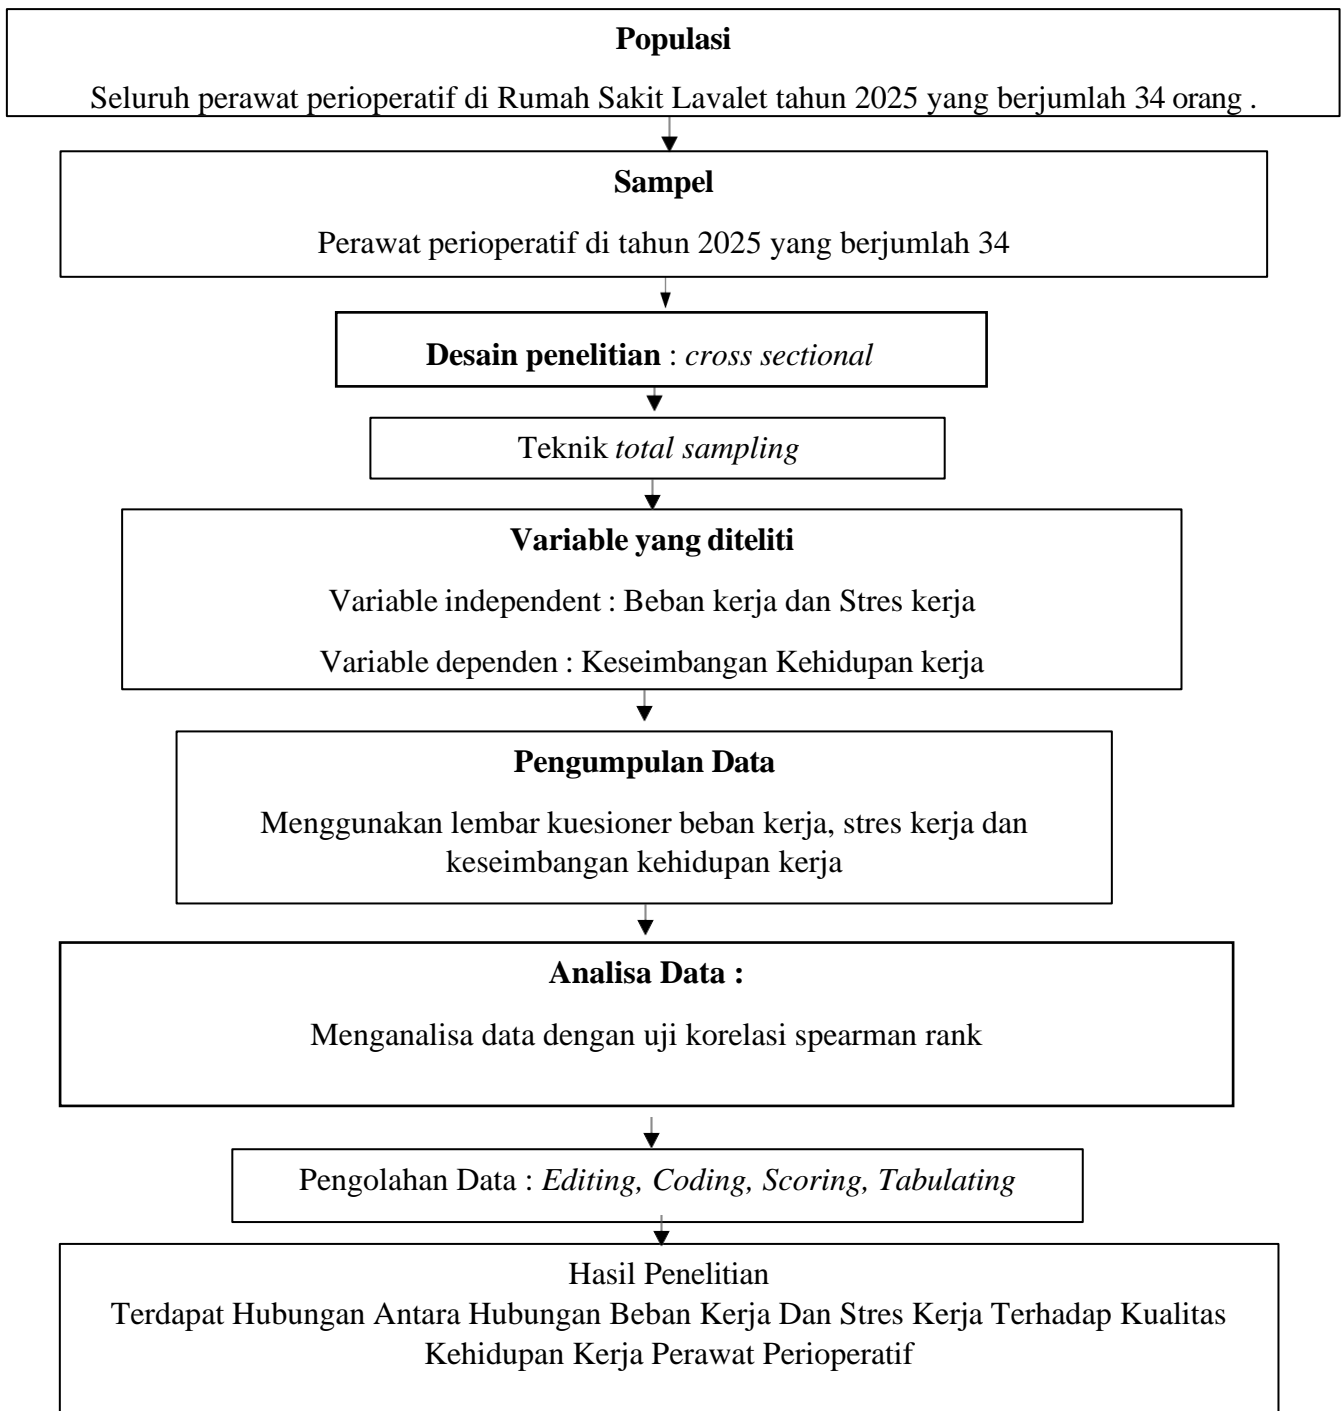 Populasi
Seluruh perawat perioperatif di Rumah Sakit Lavalet tahun 2025 yang berjumlah 34 orang .
Sampel
Perawat perioperatif di tahun 2025 yang berjumlah 34
Desain penelitian : cross sectional
Teknik total sampling
Variable yang diteliti
Variable independent : Beban kerja dan Stres kerja
Variable dependen : Keseimbangan Kehidupan kerja
Pengumpulan Data
Menggunakan lembar kuesioner beban kerja, stres kerja dan
keseimbangan kehidupan kerja
Analisa Data :
Menganalisa data dengan uji korelasi spearman rank
Pengolahan Data : Editing, Coding, Scoring, Tabulating
Hasil Penelitian
Terdapat Hubungan Antara Hubungan Beban Kerja Dan Stres Kerja Terhadap Kualitas
Kehidupan Kerja Perawat Perioperatif